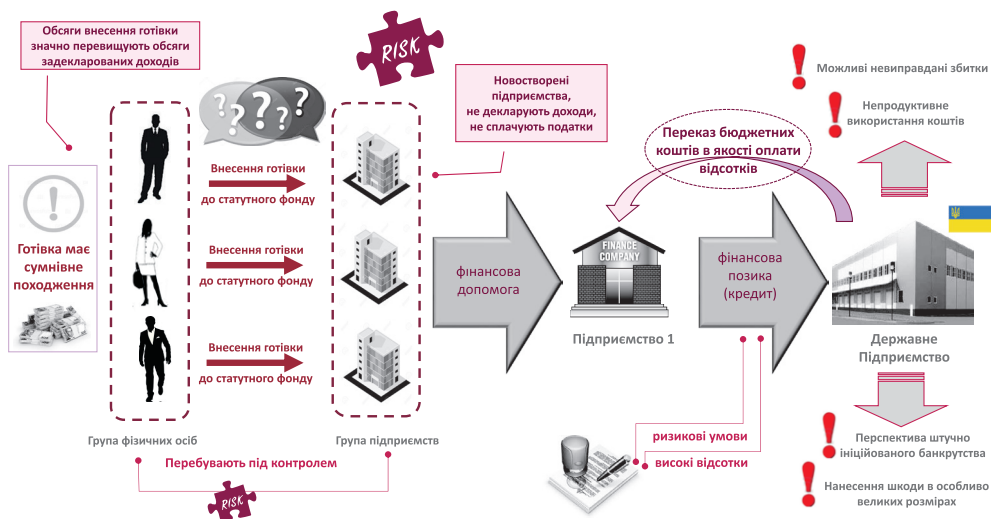 Обсяги внесення готівки
значно перевищують обсяги
задекларованих доходів
RISK
Новостворені
підприємства,
не декларують доходи,
не сплачують податки
Можливі невиправдані збитки
Непродуктивне
використання коштів
Переказ бюджетних
коштів в якості оплати
відсотків
Готівка має
сумнівне
походження
Внесення готівки
до статутного фонду
Внесення готівки
до статутного фонду
Внесення готівки
до статутного фонду
фінансова
допомога
FINANCE
COMPANY
Підприємство 1
фінансова
позика
(кредит)
Державне
Підприємство
Група фізичних осіб
Група підприємств
Перебувають під контролем
RISK
ризикові умови
високі відсотки
Перспектива штучно
ініційованого банкрутства
Нанесення шкоди в особливо
великих розмірах